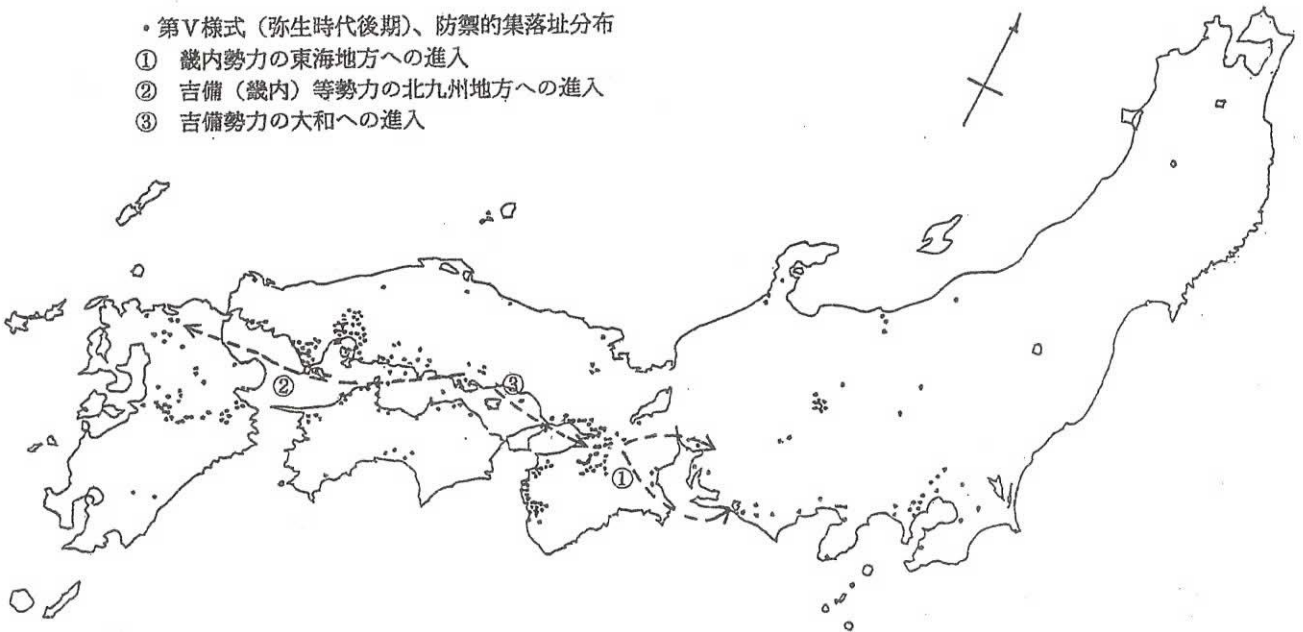 ・第Ⅴ様式（弥生時代後期）、防禦的集落址分布
① 畿内勢力の東海地方への進入
② 吉備（畿内）等勢力の北九州地方への進入
③ 吉備勢力の大和への進入
②
③
①